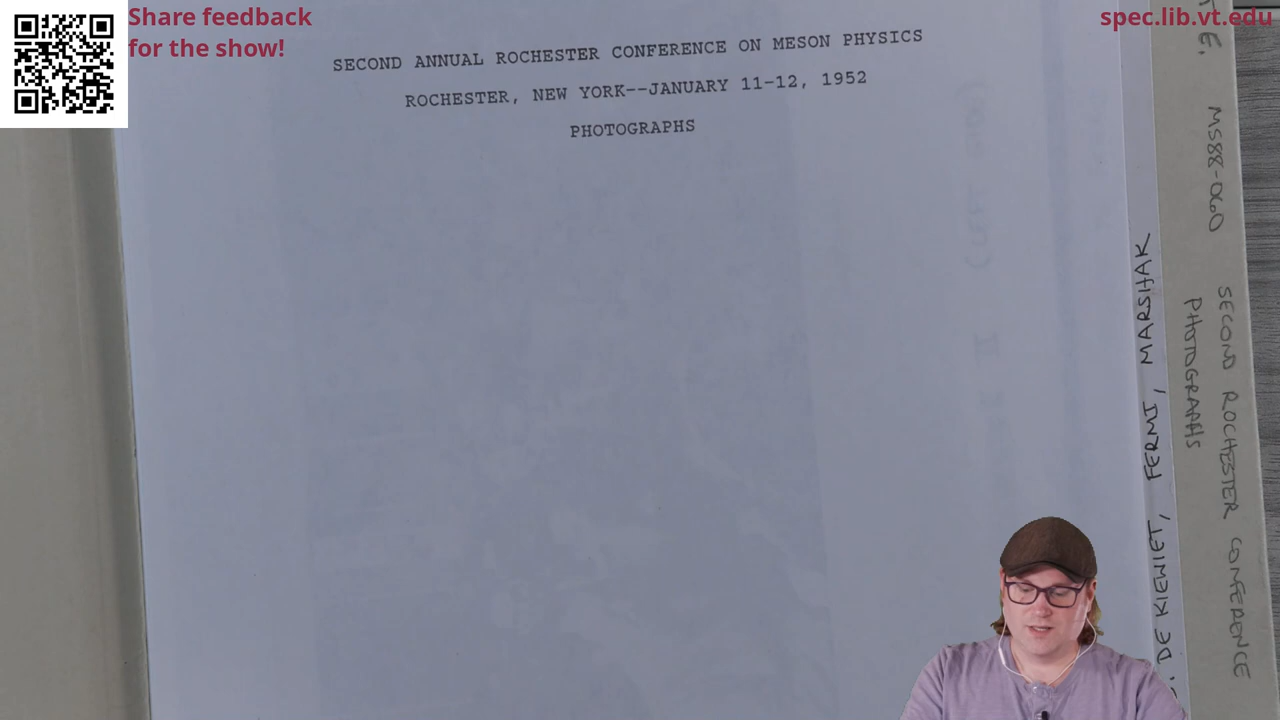 Share feedback
for the show!
spec.lib.vt.edu
SECOND ANNUAL ROCHESTER CONFERENCE ON MESON PHYSICS
ROCHESTER, NEW YORK--JANUARY 11-12, 1952
PHOTOGRAPHS
DE KIEWIET, FERMI, MARSHAK
MS88-060 SECOND ROCHESTER CONFERENCE
PHOTOGRAPHS